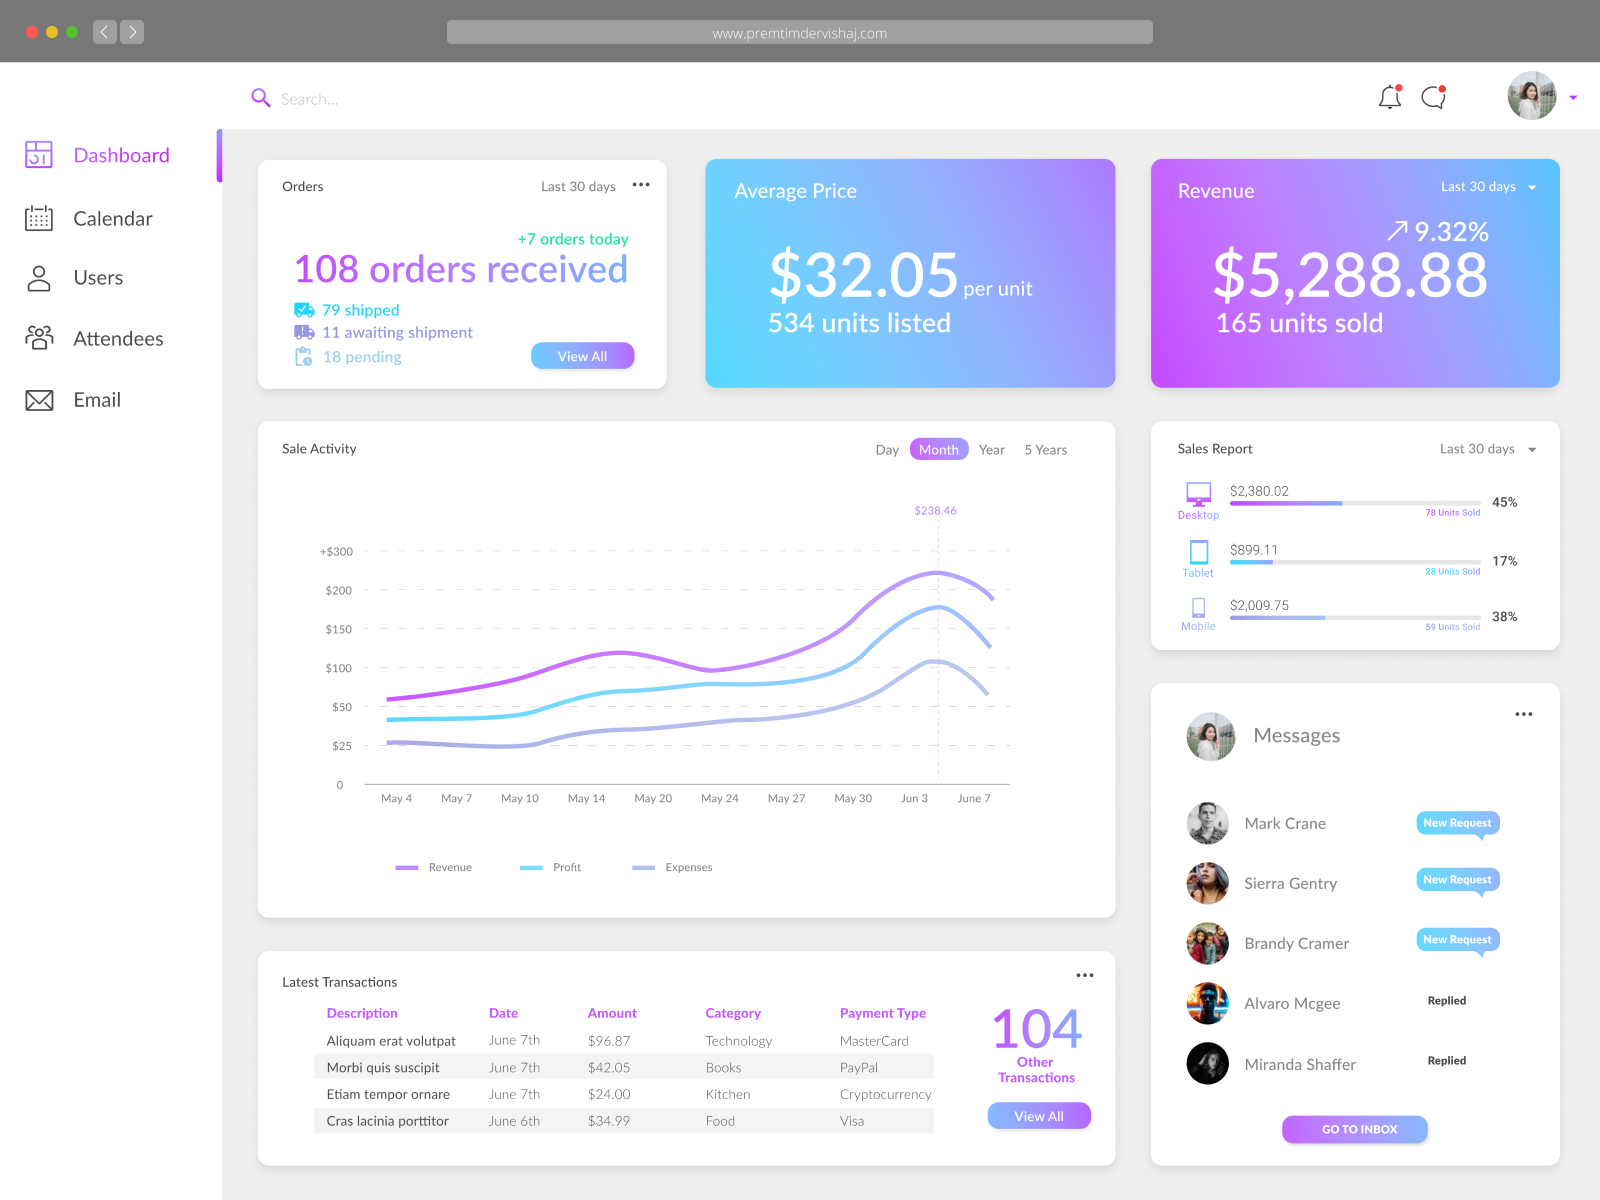 www.premtimdervishaj.com
Search...
Dashboard
Calendar
Users
Attendees
Email
Orders
Last 30 days
+7 orders today
108 orders received
79 shipped
11 awaiting shipment
18 pending
View All
Average Price
$32.05 per unit
534 units listed
Revenue
Last 30 days
9.32%
$5,288.88
165 units sold
Sale Activity
Day Month Year 5 Years
$238.46
+$300
$200
$150
$100
$50
$25
0
May 4 May 7 May 10 May 14 May 20 May 24 May 27 May 30 Jun 3 June 7
Revenue Profit Expenses
Sales Report
Last 30 days
$2,380.02
45%
Desktop
78 Units Sold
$899.11
17%
Tablet
28 Units Sold
$2,009.75
38%
Mobile
59 Units Sold
Messages
Mark Crane
New Request
Sierra Gentry
New Request
Brandy Cramer
New Request
Alvaro Mcgee
Replied
Miranda Shaffer
Replied
GO TO INBOX
Latest Transactions
Description Date Amount Category Payment Type
Aliquam erat volutpat June 7th $96.87 Technology MasterCard
Morbi quis suscipit June 7th $42.05 Books PayPal
Etiam tempor ornare June 7th $24.00 Kitchen Cryptocurrency
Cras lacinia porttitor June 6th $34.99 Food Visa
104
Other
Transactions
View All